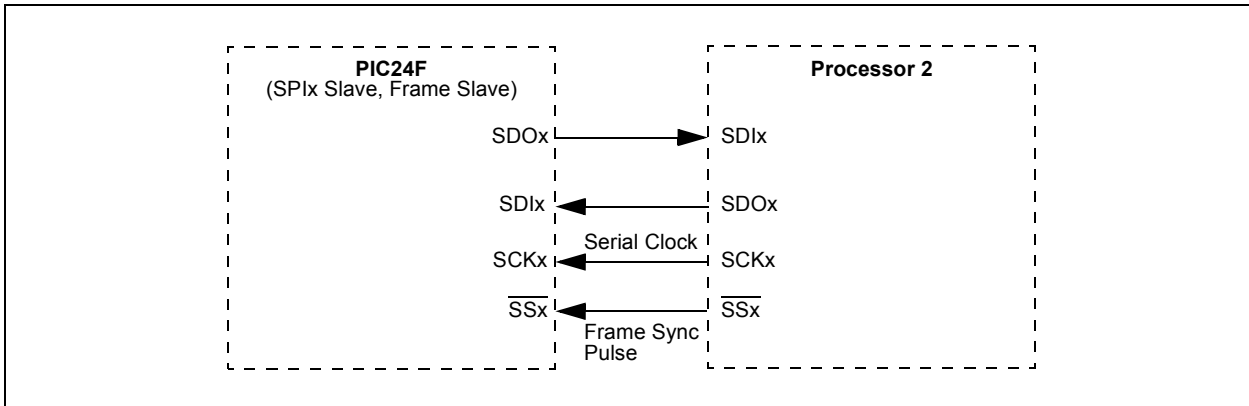 PIC24F
(SPIx Slave, Frame Slave)
Processor 2
SDOx
SDIx
SDIx
SDOx
Serial Clock
SCKx
SCKx
SSx
SSx
Frame Sync
Pulse